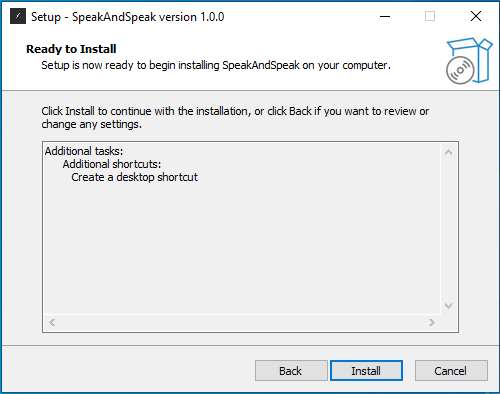 Setup - SpeakAndSpeak version 1.0.0
Ready to Install
Setup is now ready to begin installing SpeakAndSpeak on your computer.
Click Install to continue with the installation, or click Back if you want to review or
change any settings.
Additional tasks:
Additional shortcuts:
Create a desktop shortcut
Back
Install
Cancel